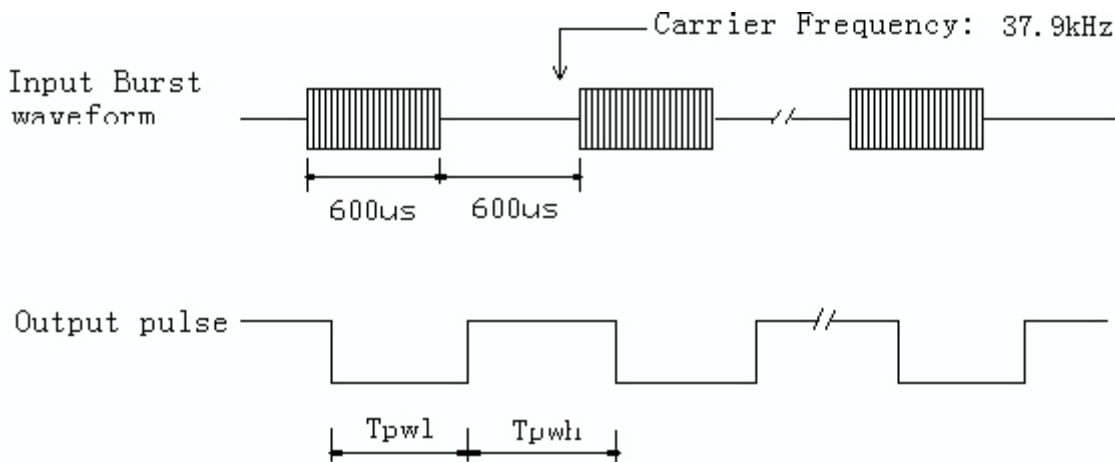 Carrier Frequency: 37.9kHz
Input Burst
waveform
600us 600us
Output pulse
Tpwl Tpwh